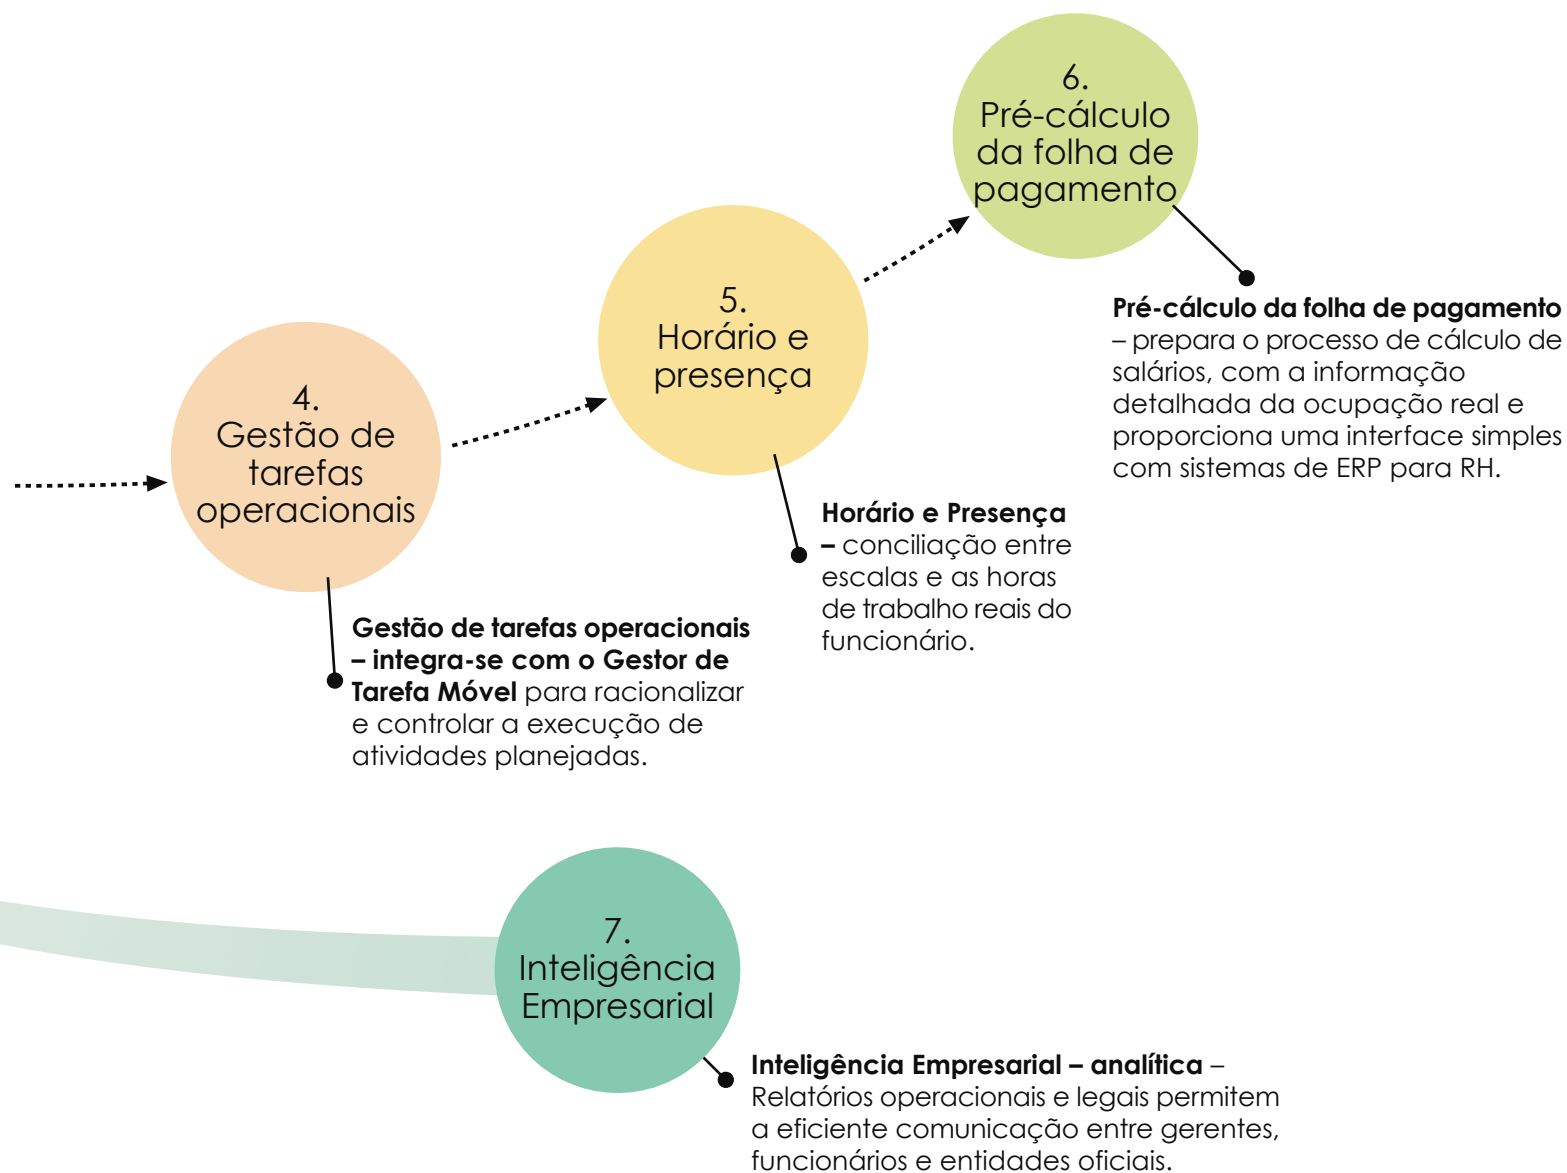 6.
Pré-cálculo
da folha de
pagamento
Pré-cálculo da folha de pagamento
– prepara o processo de cálculo de
salários, com a informação
detalhada da ocupação real e
proporciona uma interface simples
com sistemas de ERP para RH.
5.
Horário e
presença
Horário e Presença
– conciliação entre
escalas e as horas
de trabalho reais do
funcionário.
4.
Gestão de
tarefas
operacionais
Gestão de tarefas operacionais
– integra-se com o Gestor de
Tarefa Móvel para racionalizar
e controlar a execução de
atividades planejadas.
7.
Inteligência
Empresarial
Inteligência Empresarial – analítica –
Relatórios operacionais e legais permitem
a eficiente comunicação entre gerentes,
funcionários e entidades oficiais.